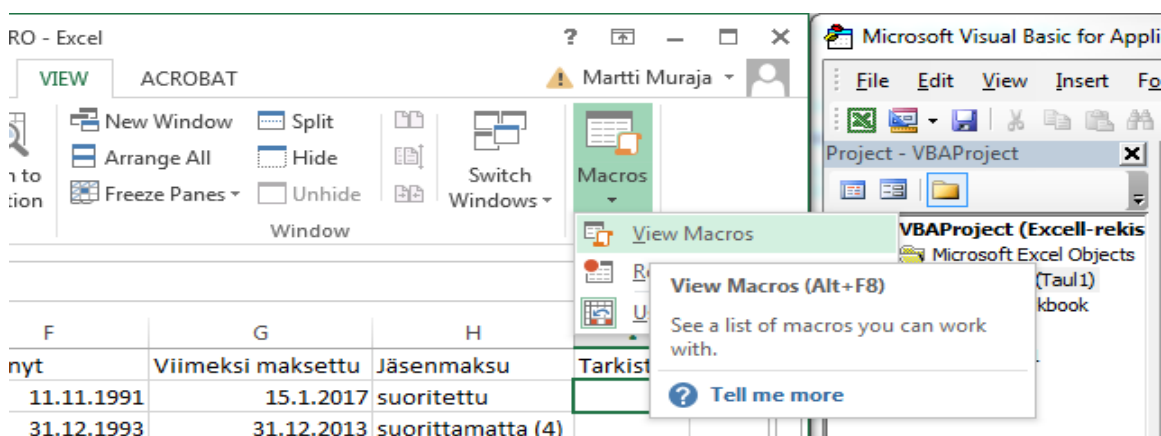 RO - Excel
?
Microsoft Visual Basic for Appli
VIEW ACROBAT
Martti Muraja
File Edit View Insert Fo
New Window Split
Arrange All Hide
Freeze Panes Unhide
Switch
Windows
Macros
Window
Project - VBAProject
VBAProject (Excell-rekis
Microsoft Excel Objects
(Taul1)
View Macros
View Macros (Alt+F8)
See a list of macros you can work
with.
Tell me more
F G H
nyt Viimeksi maksettu Jäsenmaksu Tarkist
11.11.1991 15.1.2017 suoritettu
31.12.1993 31.12.2013 suorittamatta (4)